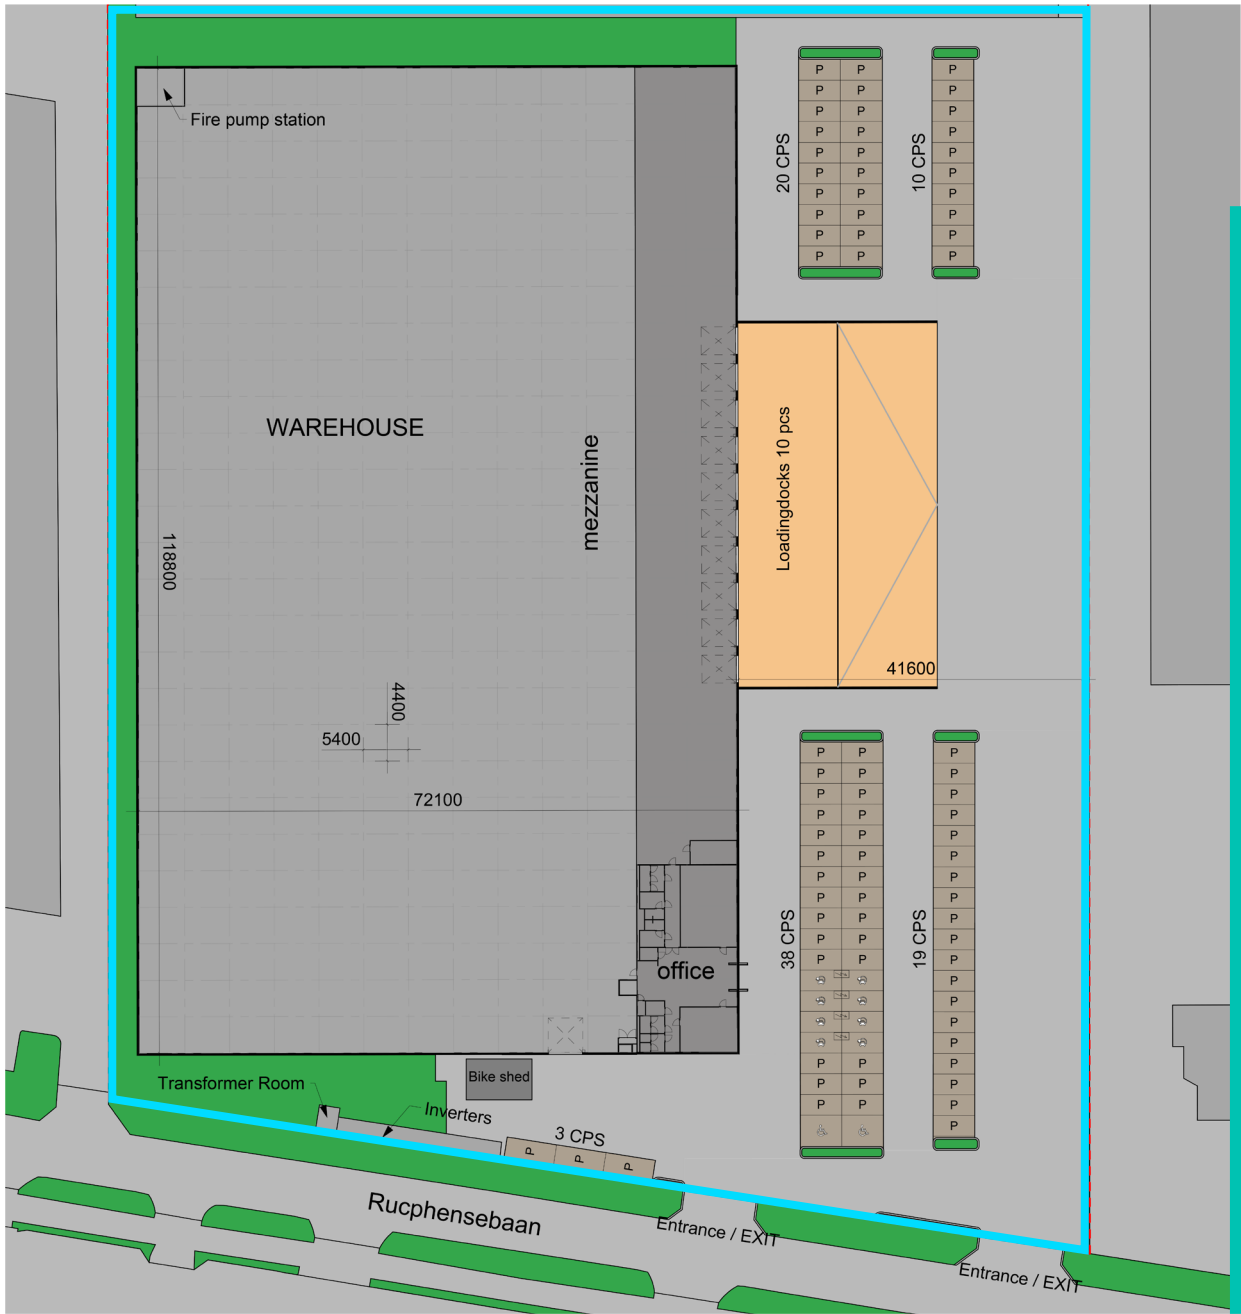 Fire pump station
20 CPS
10 CPS
P P P
P P P
P P P
P P P
P P P
P P P
P P P
P P P
P P P
P P P
WAREHOUSE
mezzanine
Loadingdocks 10 pcs
118800
41600
4400
5400
72100
38 CPS
19 CPS
P P P
P P P
P P P
P P P
P P P
P P P
P P P
P P P
P P P
P P P
P P P
P
P
P
P
P P P
P P P
P P P
P
office
Bike shed
Transformer Room
Inverters
3 CPS
P P P
Rucphensebaan
Entrance / EXIT
Entrance / EXIT